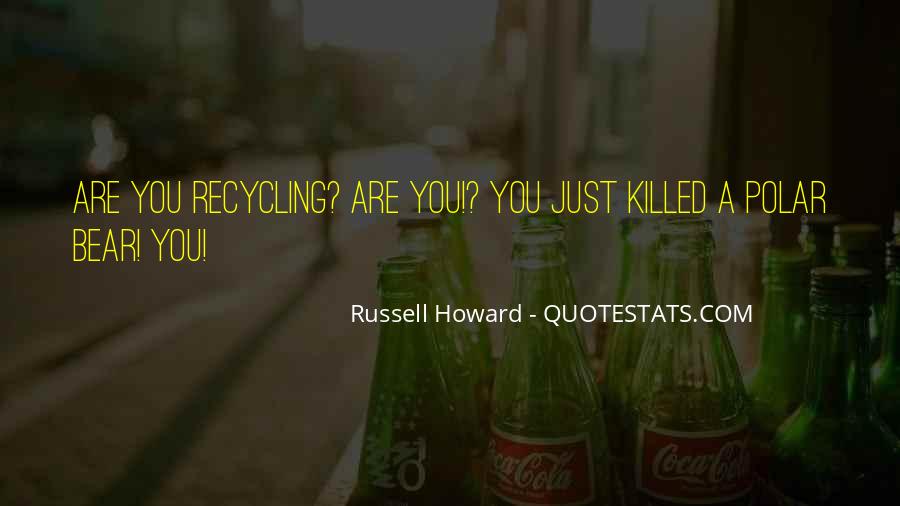 ARE YOU RECYCLING? ARE YOU!? YOU JUST KILLED A POLAR
BEAR! YOU!
Russell Howard - QUOTESTATS.COM
Coca-Cola
Coca-Cola